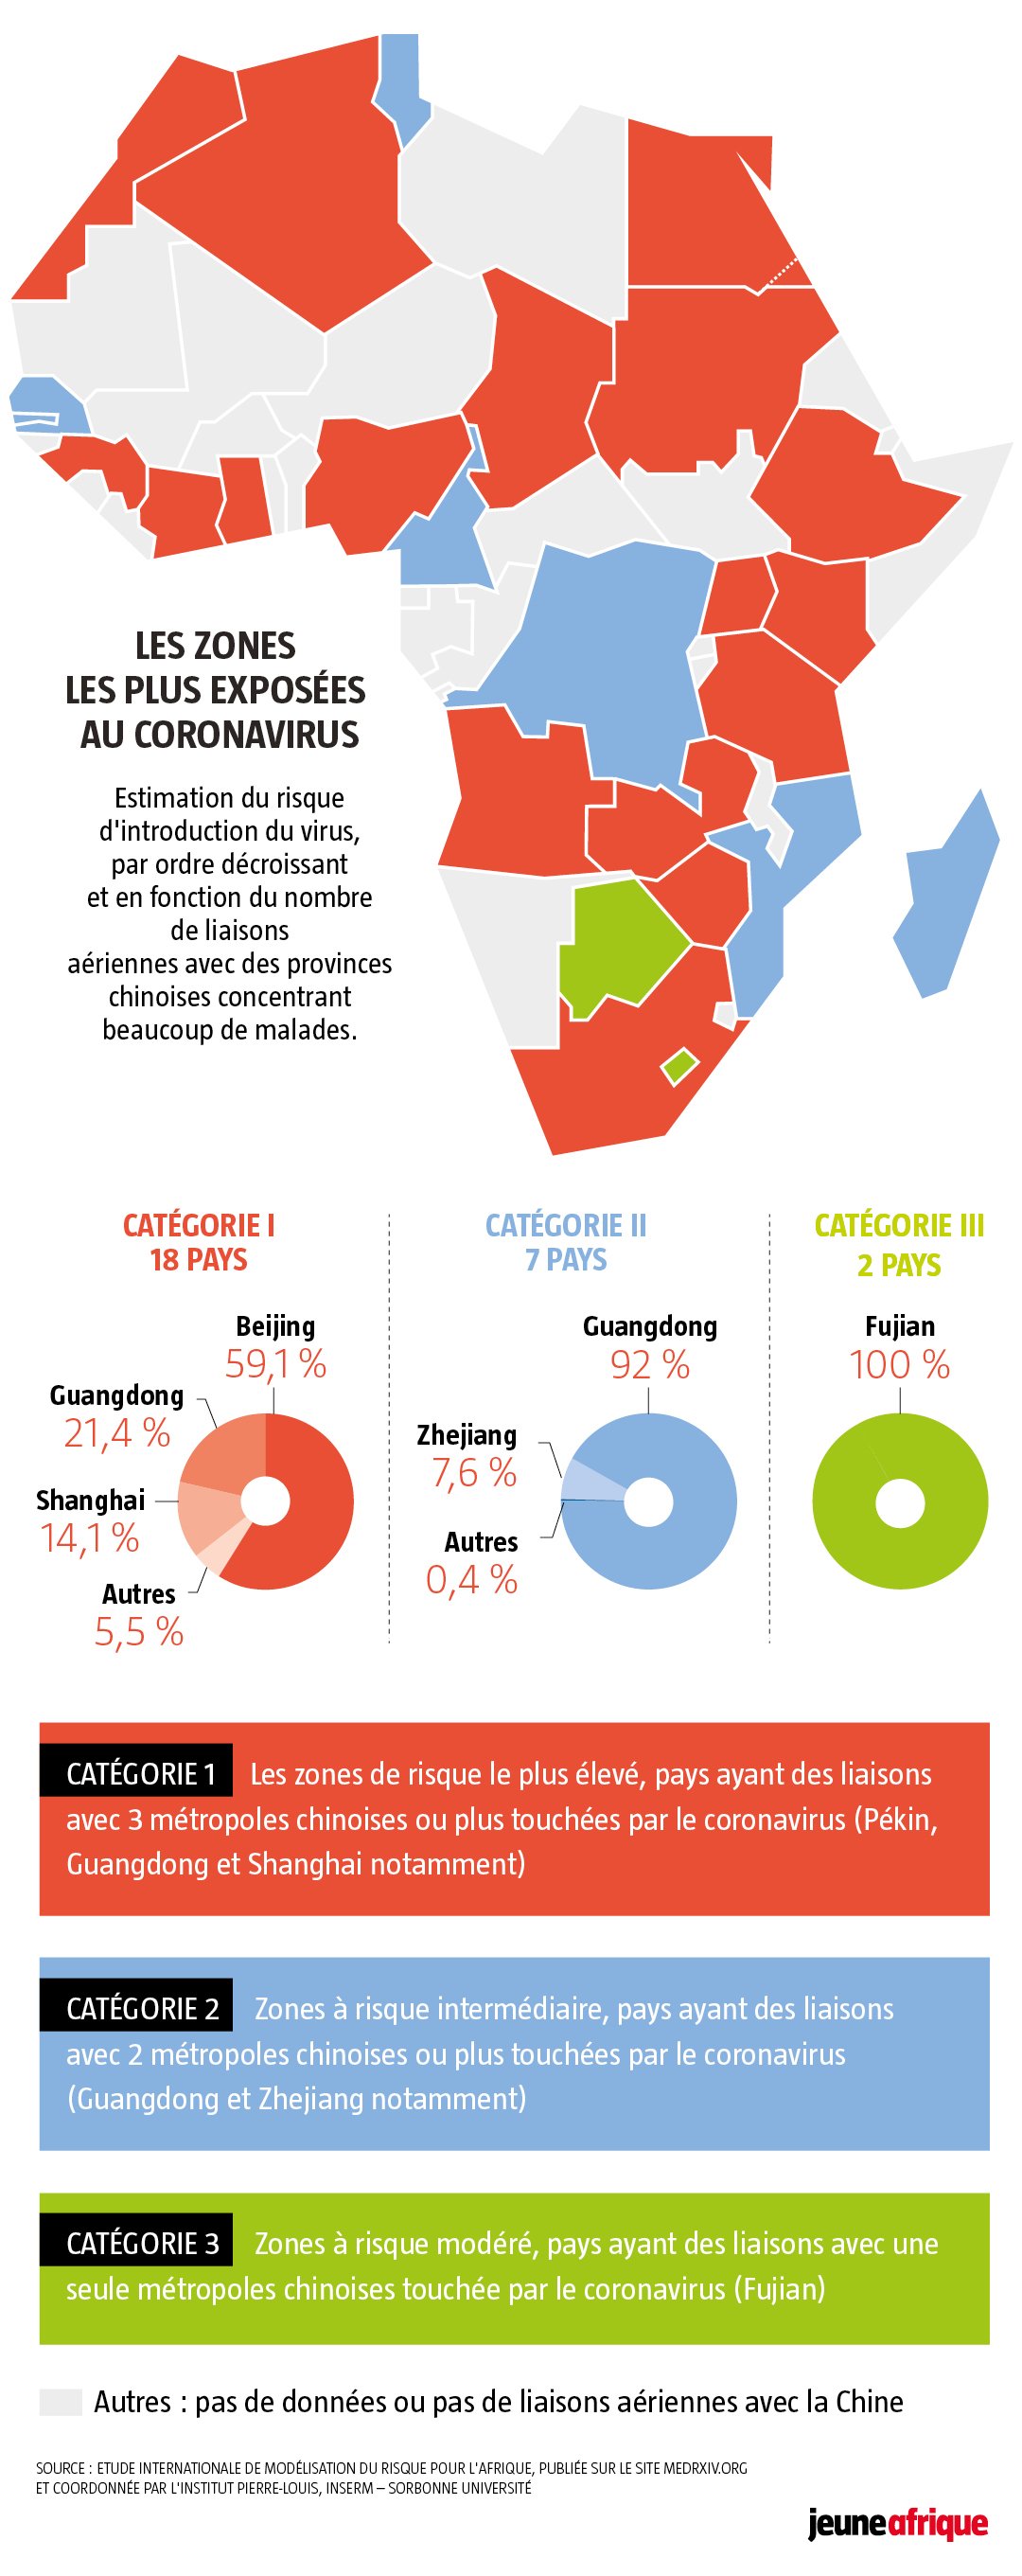 LES ZONES
LES PLUS EXPOSÉES
AU CORONAVIRUS
Estimation du risque
d'introduction du virus,
par ordre décroissant
et en fonction du nombre
de liaisons
aériennes avec des provinces
chinoises concentrant
beaucoup de malades.
CATÉGORIE I
18 PAYS
Beijing
59,1 %
Guangdong
21,4 %
Shanghai
14,1 %
Autres
5,5 %
CATÉGORIE II
7 PAYS
Guangdong
92 %
Zhejiang
7,6 %
Autres
0,4 %
CATÉGORIE III
2 PAYS
Fujian
100 %
CATÉGORIE 1 Les zones de risque le plus élevé, pays ayant des liaisons
avec 3 métropoles chinoises ou plus touchées par le coronavirus (Pékin,
Guangdong et Shanghai notamment)
CATÉGORIE 2 Zones à risque intermédiaire, pays ayant des liaisons
avec 2 métropoles chinoises ou plus touchées par le coronavirus
(Guangdong et Zhejiang notamment)
CATÉGORIE 3 Zones à risque modéré, pays ayant des liaisons avec une
seule métropoles chinoises touchée par le coronavirus (Fujian)
Autres : pas de données ou pas de liaisons aériennes avec la Chine
SOURCE : ETUDE INTERNATIONALE DE MODÉLISATION DU RISQUE POUR L'AFRIQUE, PUBLIÉE SUR LE SITE MEDRXIV.ORG
ET COORDONNÉE PAR L'INSTITUT PIERRE-LOUIS, INSERM – SORBONNE UNIVERSITÉ
jeuneafrique